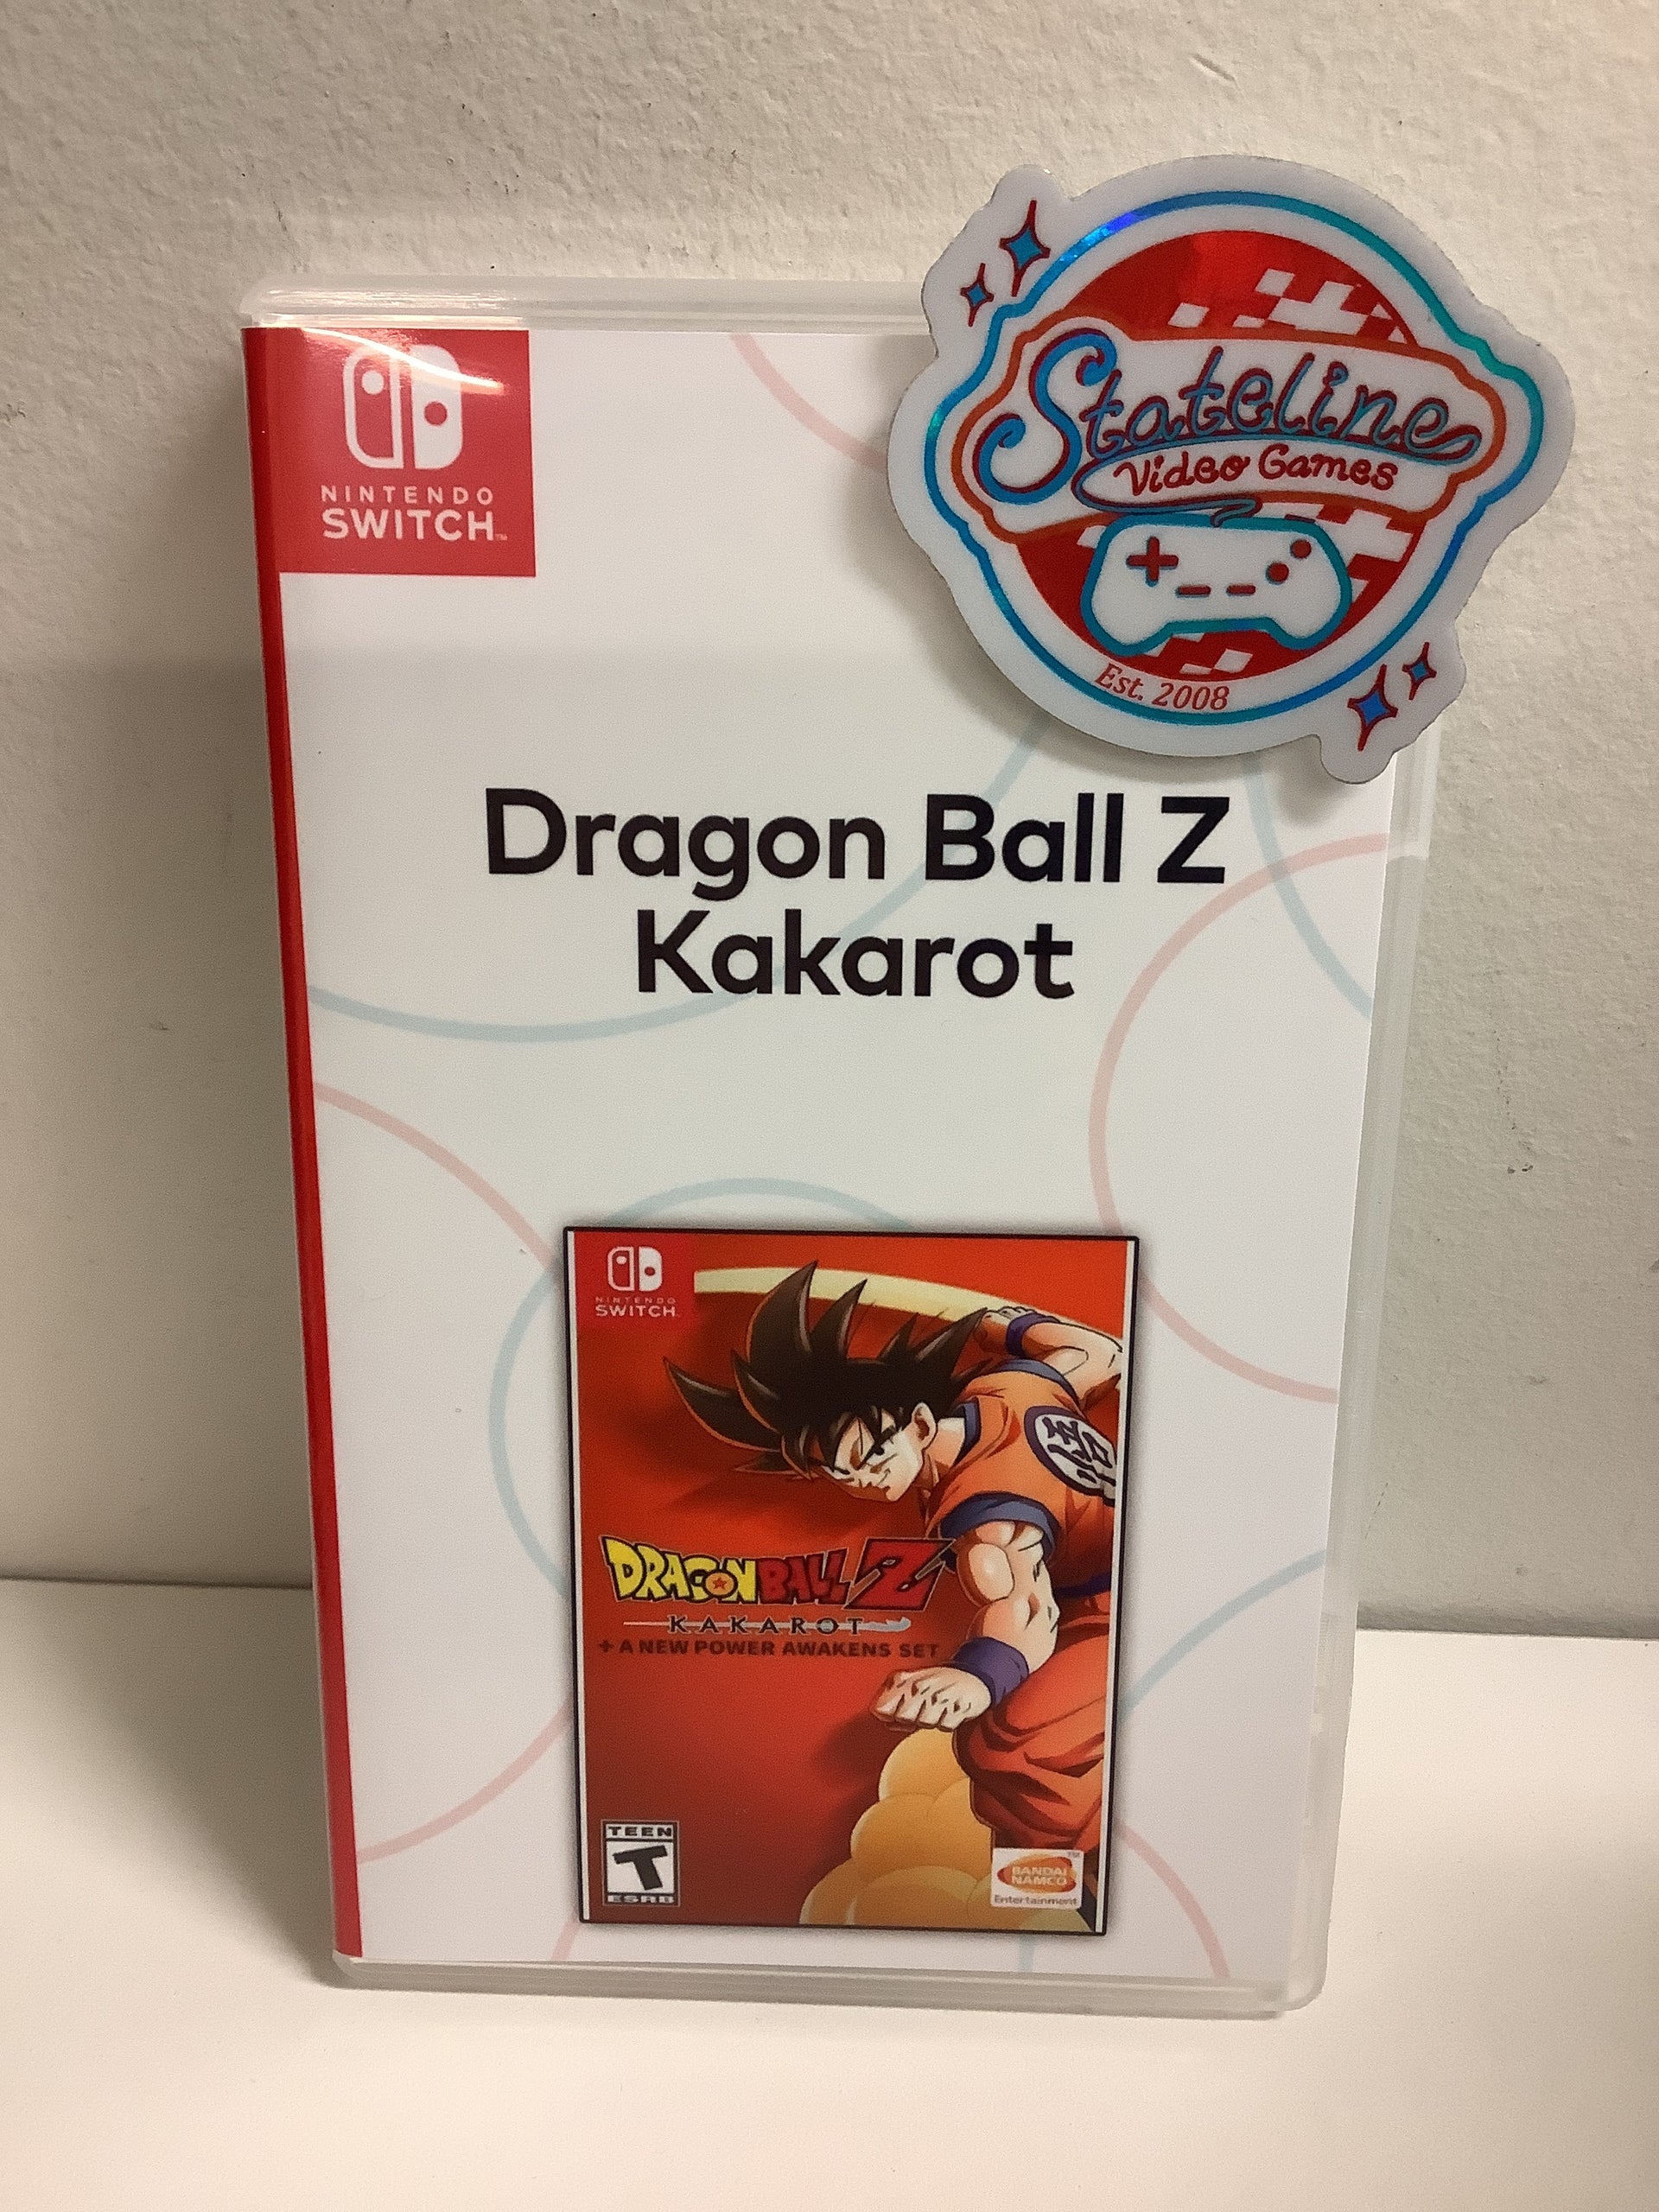 NINTENDO
SWITCH™
Stateline
Video Games
Est. 2008
Dragon Ball Z
Kakarot
NINTENDO
SWITCH
DRAGON BALL Z
KAKAROT
+ A NEW POWER AWAKENS SET
TEEN
T
ESRB
BANDAI
NAMCO
Entertainment